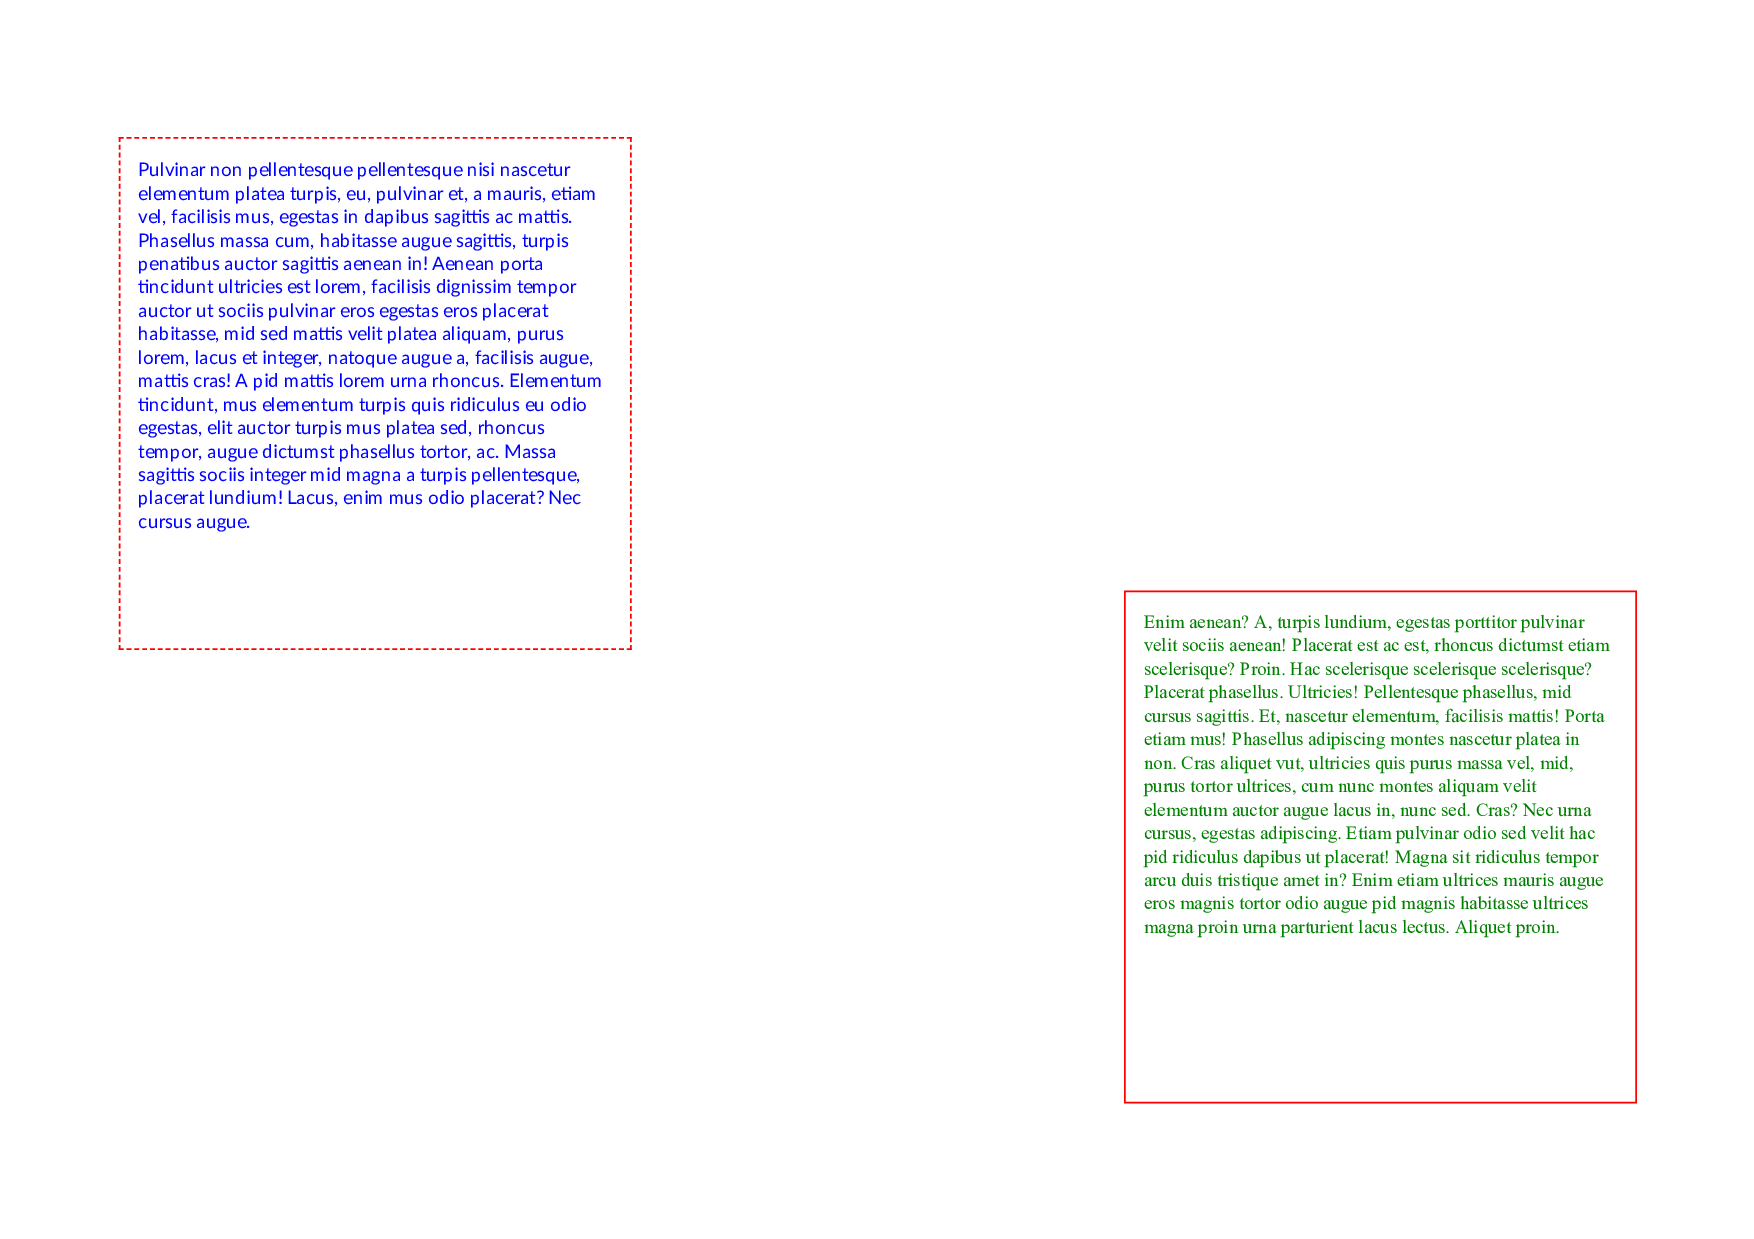 Pulvinar non pellentesque pellentesque nisi nascetur
elementum platea turpis, eu, pulvinar et, a mauris, etiam
vel, facilisis mus, egestas in dapibus sagittis ac mattis.
Phasellus massa cum, habitasse augue sagittis, turpis
penatibus auctor sagittis aenean in! Aenean porta
tincidunt ultricies est lorem, facilisis dignissim tempor
auctor ut sociis pulvinar eros egestas eros placerat
habitasse, mid sed mattis velit platea aliquam, purus
lorem, lacus et integer, natoque augue a, facilisis augue,
mattis cras! A pid mattis lorem urna rhoncus. Elementum
tincidunt, mus elementum turpis quis ridiculus eu odio
egestas, elit auctor turpis mus platea sed, rhoncus
tempor, augue dictumst phasellus tortor, ac. Massa
sagittis sociis integer mid magna a turpis pellentesque,
placerat lundium! Lacus, enim mus odio placerat? Nec
cursus augue.
Enim aenean? A, turpis lundium, egestas porttitor pulvinar
velit sociis aenean! Placerat est ac est, rhoncus dictumst etiam
scelerisque? Proin. Hac scelerisque scelerisque scelerisque?
Placerat phasellus. Ultricies! Pellentesque phasellus, mid
cursus sagittis. Et, nascetur elementum, facilisis mattis! Porta
etiam mus! Phasellus adipiscing montes nascetur platea in
non. Cras aliquet vut, ultricies quis purus massa vel, mid,
purus tortor ultrices, cum nunc montes aliquam velit
elementum auctor augue lacus in, nunc sed. Cras? Nec urna
cursus, egestas adipiscing. Etiam pulvinar odio sed velit hac
pid ridiculus dapibus ut placerat! Magna sit ridiculus tempor
arcu duis tristique amet in? Enim etiam ultrices mauris augue
eros magnis tortor odio augue pid magnis habitasse ultrices
magna proin urna parturient lacus lectus. Aliquet proin.